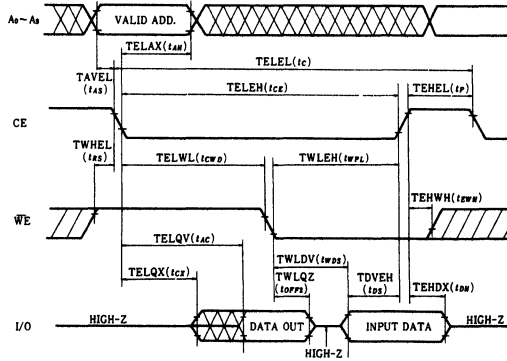 A₀~A₈
VALID ADD.
TELAX(tAH)
TELEL(tC)
TAVEL
(tAS)
TELEH(tCE)
TEHEL(tP)
CE
TWHEL
(tRS)
TELWL(tCWD)
TWLEH(tWPL)
TEHWH(tEWH)
WE
TELQV(tAC)
TWLDV(tWDS)
TELQX(tCX)
TWLQZ
(tOFF2)
TDVEH
(tDS)
TEHDX(tDH)
I/O
HIGH-Z
DATA OUT
INPUT DATA
HIGH-Z
HIGH-Z